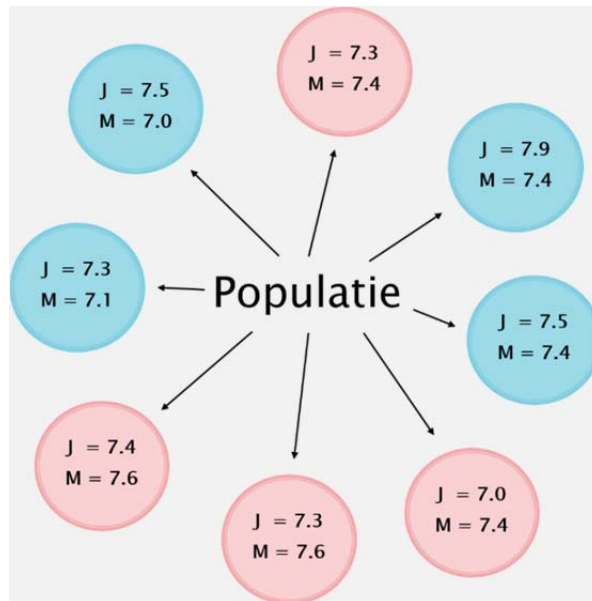 J = 7.3
M = 7.4
J = 7.5
M = 7.0
J = 7.9
M = 7.4
J = 7.3
M = 7.1
Populatie
J = 7.5
M = 7.4
J = 7.4
M = 7.6
J = 7.3
M = 7.6
J = 7.0
M = 7.4